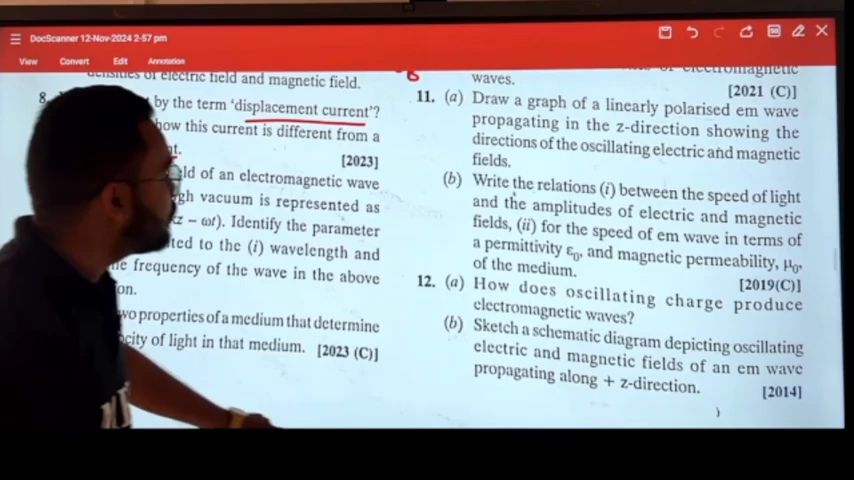 DocScanner 12-Nov-2024 2-57 pm
View Convert Edit Annotation
densities of electric field and magnetic field.
8.
by the term ‘displacement current’?
how this current is different from a
nt.
[2023]
ld of an electromagnetic wave
gh vacuum is represented as
kz – ωt). Identify the parameter
ted to the (i) wavelength and
he frequency of the wave in the above
on.
wo properties of a medium that determine
city of light in that medium. [2023 (C)]
of electromagnetic
waves.
[2021 (C)]
11. (a) Draw a graph of a linearly polarised em wave
propagating in the z-direction showing the
directions of the oscillating electric and magnetic
fields.
(b) Write the relations (i) between the speed of light
and the amplitudes of electric and magnetic
fields, (ii) for the speed of em wave in terms of
a permittivity ε₀, and magnetic permeability, μ₀,
of the medium.
[2019(C)]
12. (a) How does oscillating charge produce
electromagnetic waves?
(b) Sketch a schematic diagram depicting oscillating
electric and magnetic fields of an em wave
propagating along + z-direction.
[2014]